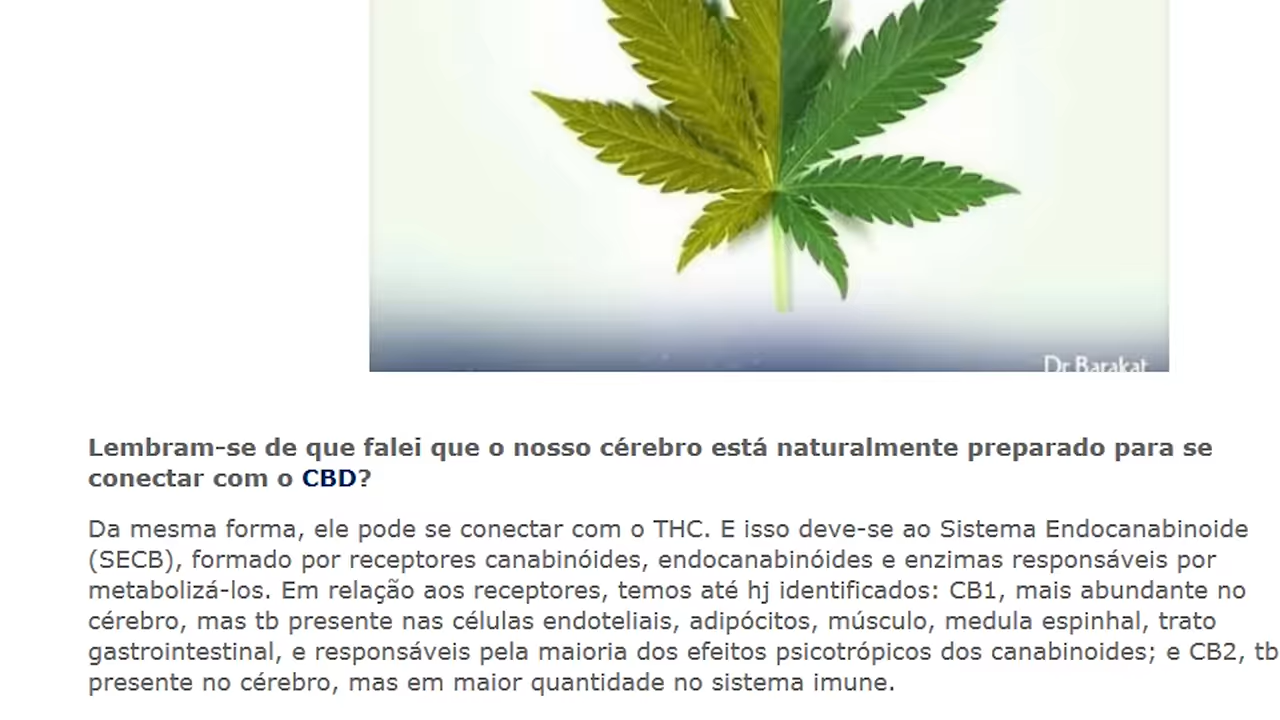 Dr Barakat
Lembram-se de que falei que o nosso cérebro está naturalmente preparado para se
conectar com o CBD?
Da mesma forma, ele pode se conectar com o THC. E isso deve-se ao Sistema Endocanabinoide
(SECB), formado por receptores canabinóides, endocanabinóides e enzimas responsáveis por
metabolizá-los. Em relação aos receptores, temos até hj identificados: CB1, mais abundante no
cérebro, mas tb presente nas células endoteliais, adipócitos, músculo, medula espinhal, trato
gastrointestinal, e responsáveis pela maioria dos efeitos psicotrópicos dos canabinoides; e CB2, tb
presente no cérebro, mas em maior quantidade no sistema imune.